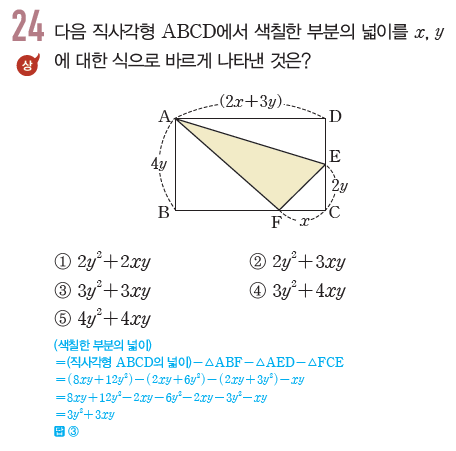 24 다음 직사각형 ABCD에서 색칠한 부분의 넓이를 x, y
상 에 대한 식으로 바르게 나타낸 것은?
(2x+3y)
A D
E
4y
2y
B C
F x
① 2y²+2xy ② 2y²+3xy
③ 3y²+3xy ④ 3y²+4xy
⑤ 4y²+4xy
(색칠한 부분의 넓이)
=(직사각형 ABCD의 넓이)-△ABF-△AED-△FCE
=(8xy+12y²)-(2xy+6y²)-(2xy+3y²)-xy
=8xy+12y²-2xy-6y²-2xy-3y²-xy
=3y²+3xy
답 ③